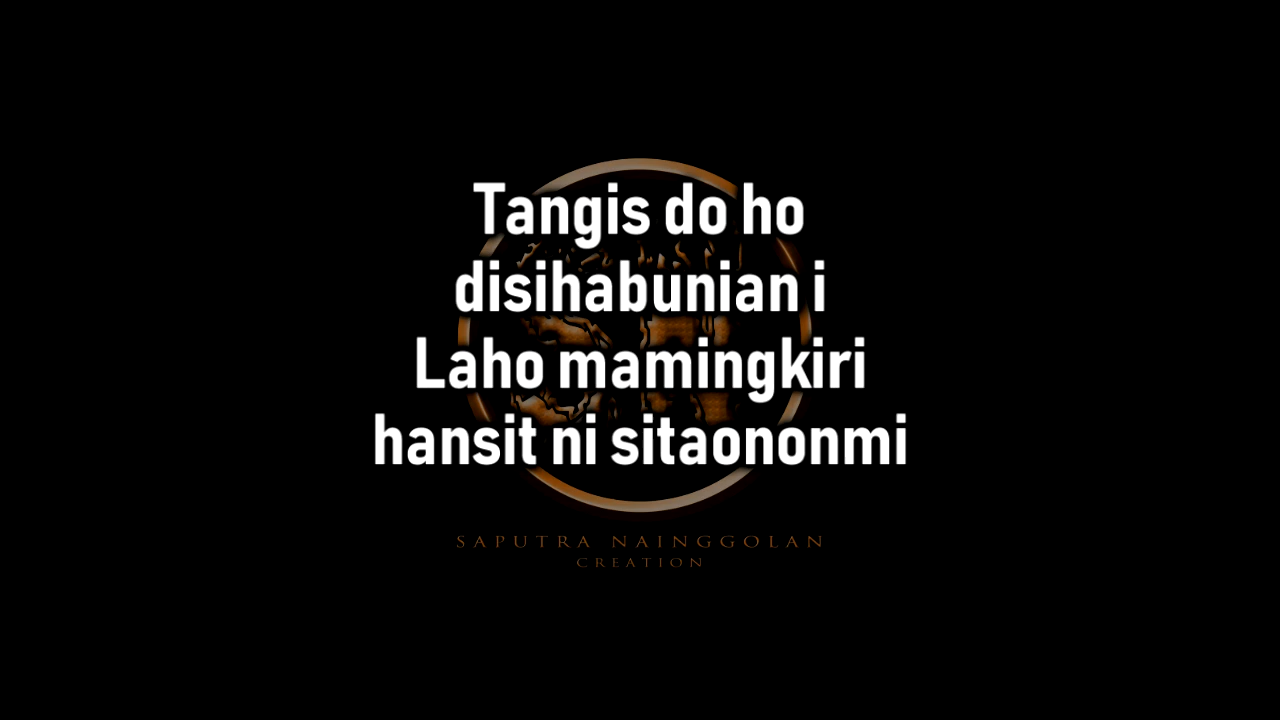 Tangis do ho
disihabunian i
Laho mamingkiri
hansit ni sitaononmi
SAPUTRA NAINGGOLAN
CREATION